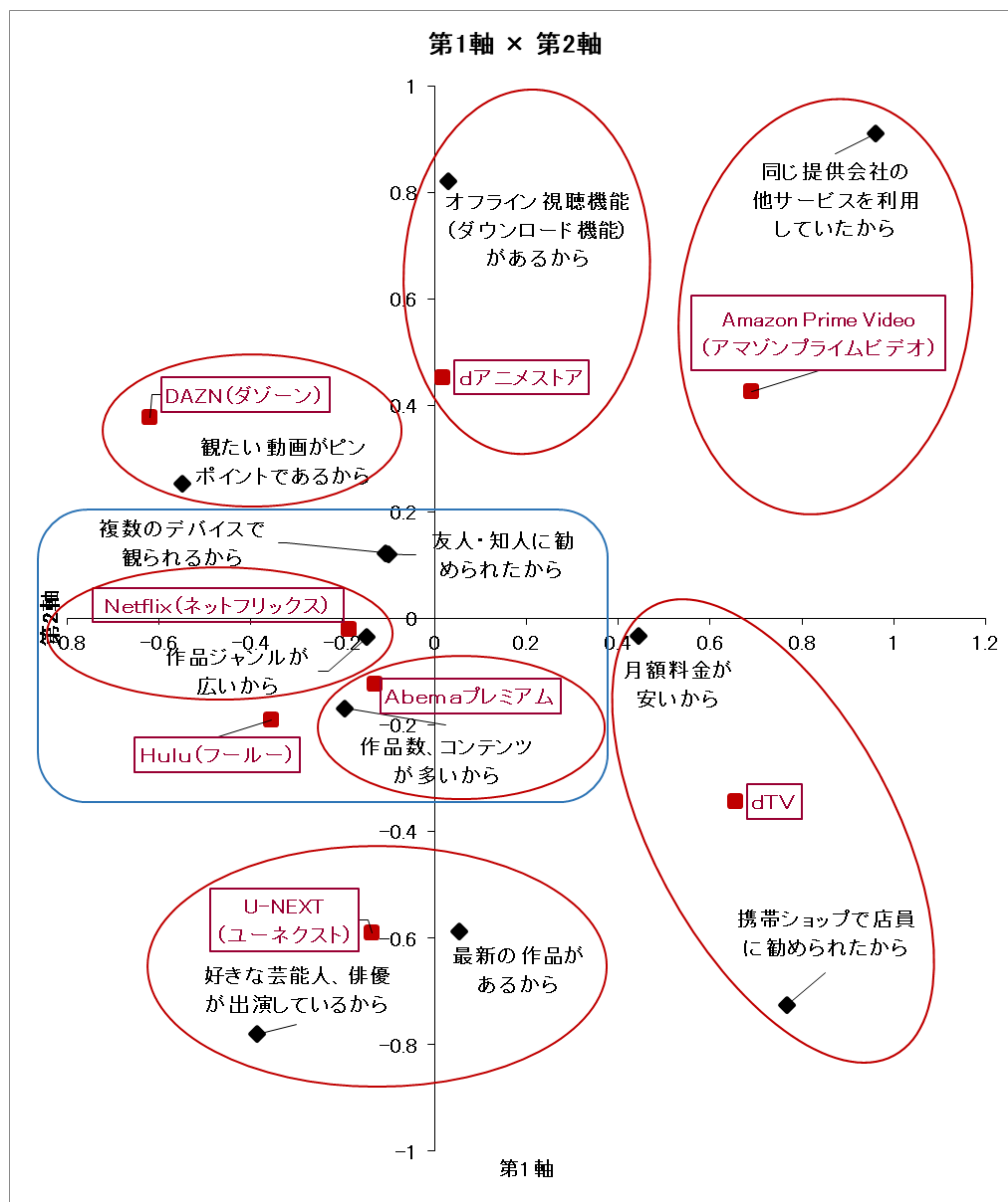 第1軸 × 第2軸
1
同じ提供会社の
他サービスを利用
していたから
0.8
オフライン視聴機能
(ダウンロード機能)
があるから
0.6
Amazon Prime Video
(アマゾンプライムビデオ)
dアニメストア
0.4
DAZN(ダゾーン)
観たい動画がピン
ポイントであるから
0.2
複数のデバイスで
観られるから
友人・知人に勧
められたから
Netflix(ネットフリックス)
0
第2軸
-0.8
-0.6
-0.4
-0.2
0
0.2
0.4
0.6
0.8
1
1.2
作品ジャンルが
広いから
月額料金が
安いから
Abemaプレミアム
-0.2
作品数、コンテンツ
が多いから
Hulu(フールー)
dTV
-0.4
U-NEXT
(ユーネクスト)
-0.6
最新の作品が
あるから
携帯ショップで店員
に勧められたから
好きな芸能人、俳優
が出演しているから
-0.8
-1
第1軸